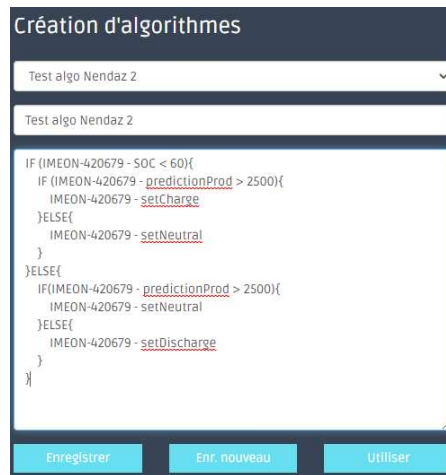 Création d'algorithmes
Test algo Nendaz 2
Test algo Nendaz 2
IF (IMEON-420679 - SOC < 60){
IF (IMEON-420679 - predictionProd > 2500){
IMEON-420679 - setCharge
}ELSE{
IMEON-420679 - setNeutral
}
}ELSE{
IF(IMEON-420679 - predictionProd > 2500){
IMEON-420679 - setNeutral
}ELSE{
IMEON-420679 - setDischarge
}
}
Enregistrer Enr. nouveau Utiliser